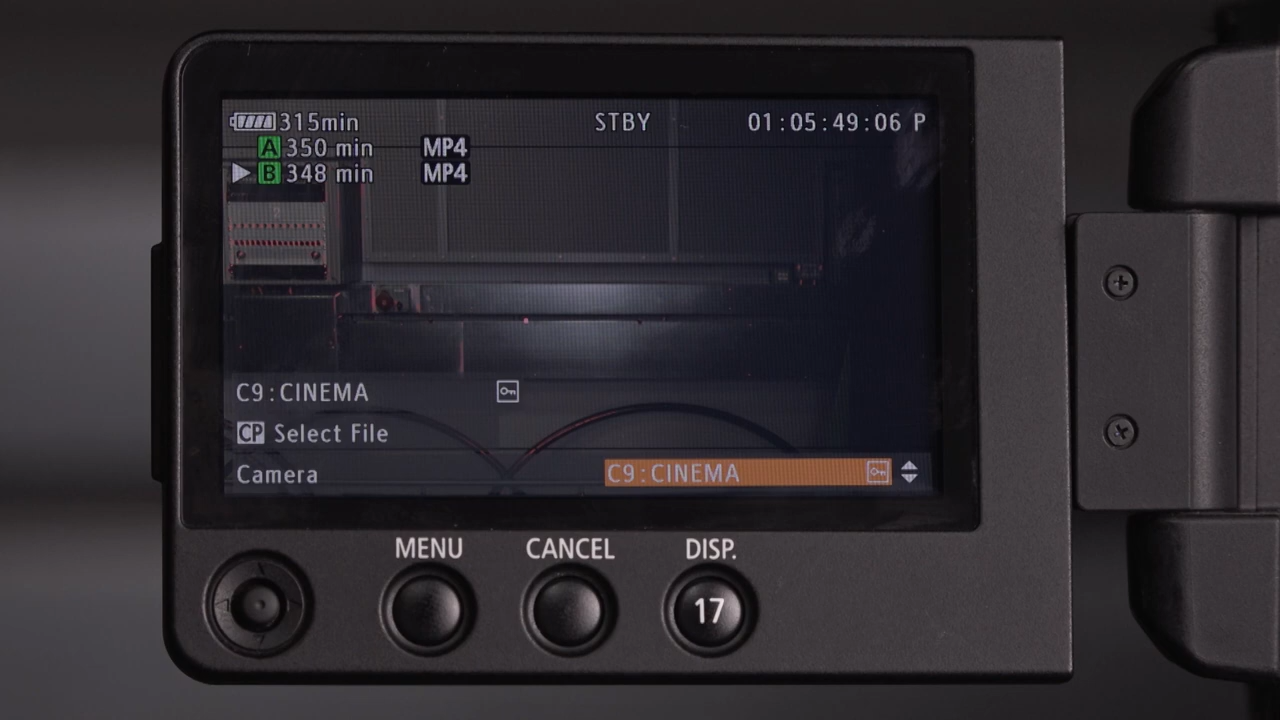 315min STBY 01:05:49:06 P
A 350 min MP4
B 348 min MP4
C9:CINEMA
CP Select File
Camera C9:CINEMA
MENU CANCEL DISP.
17